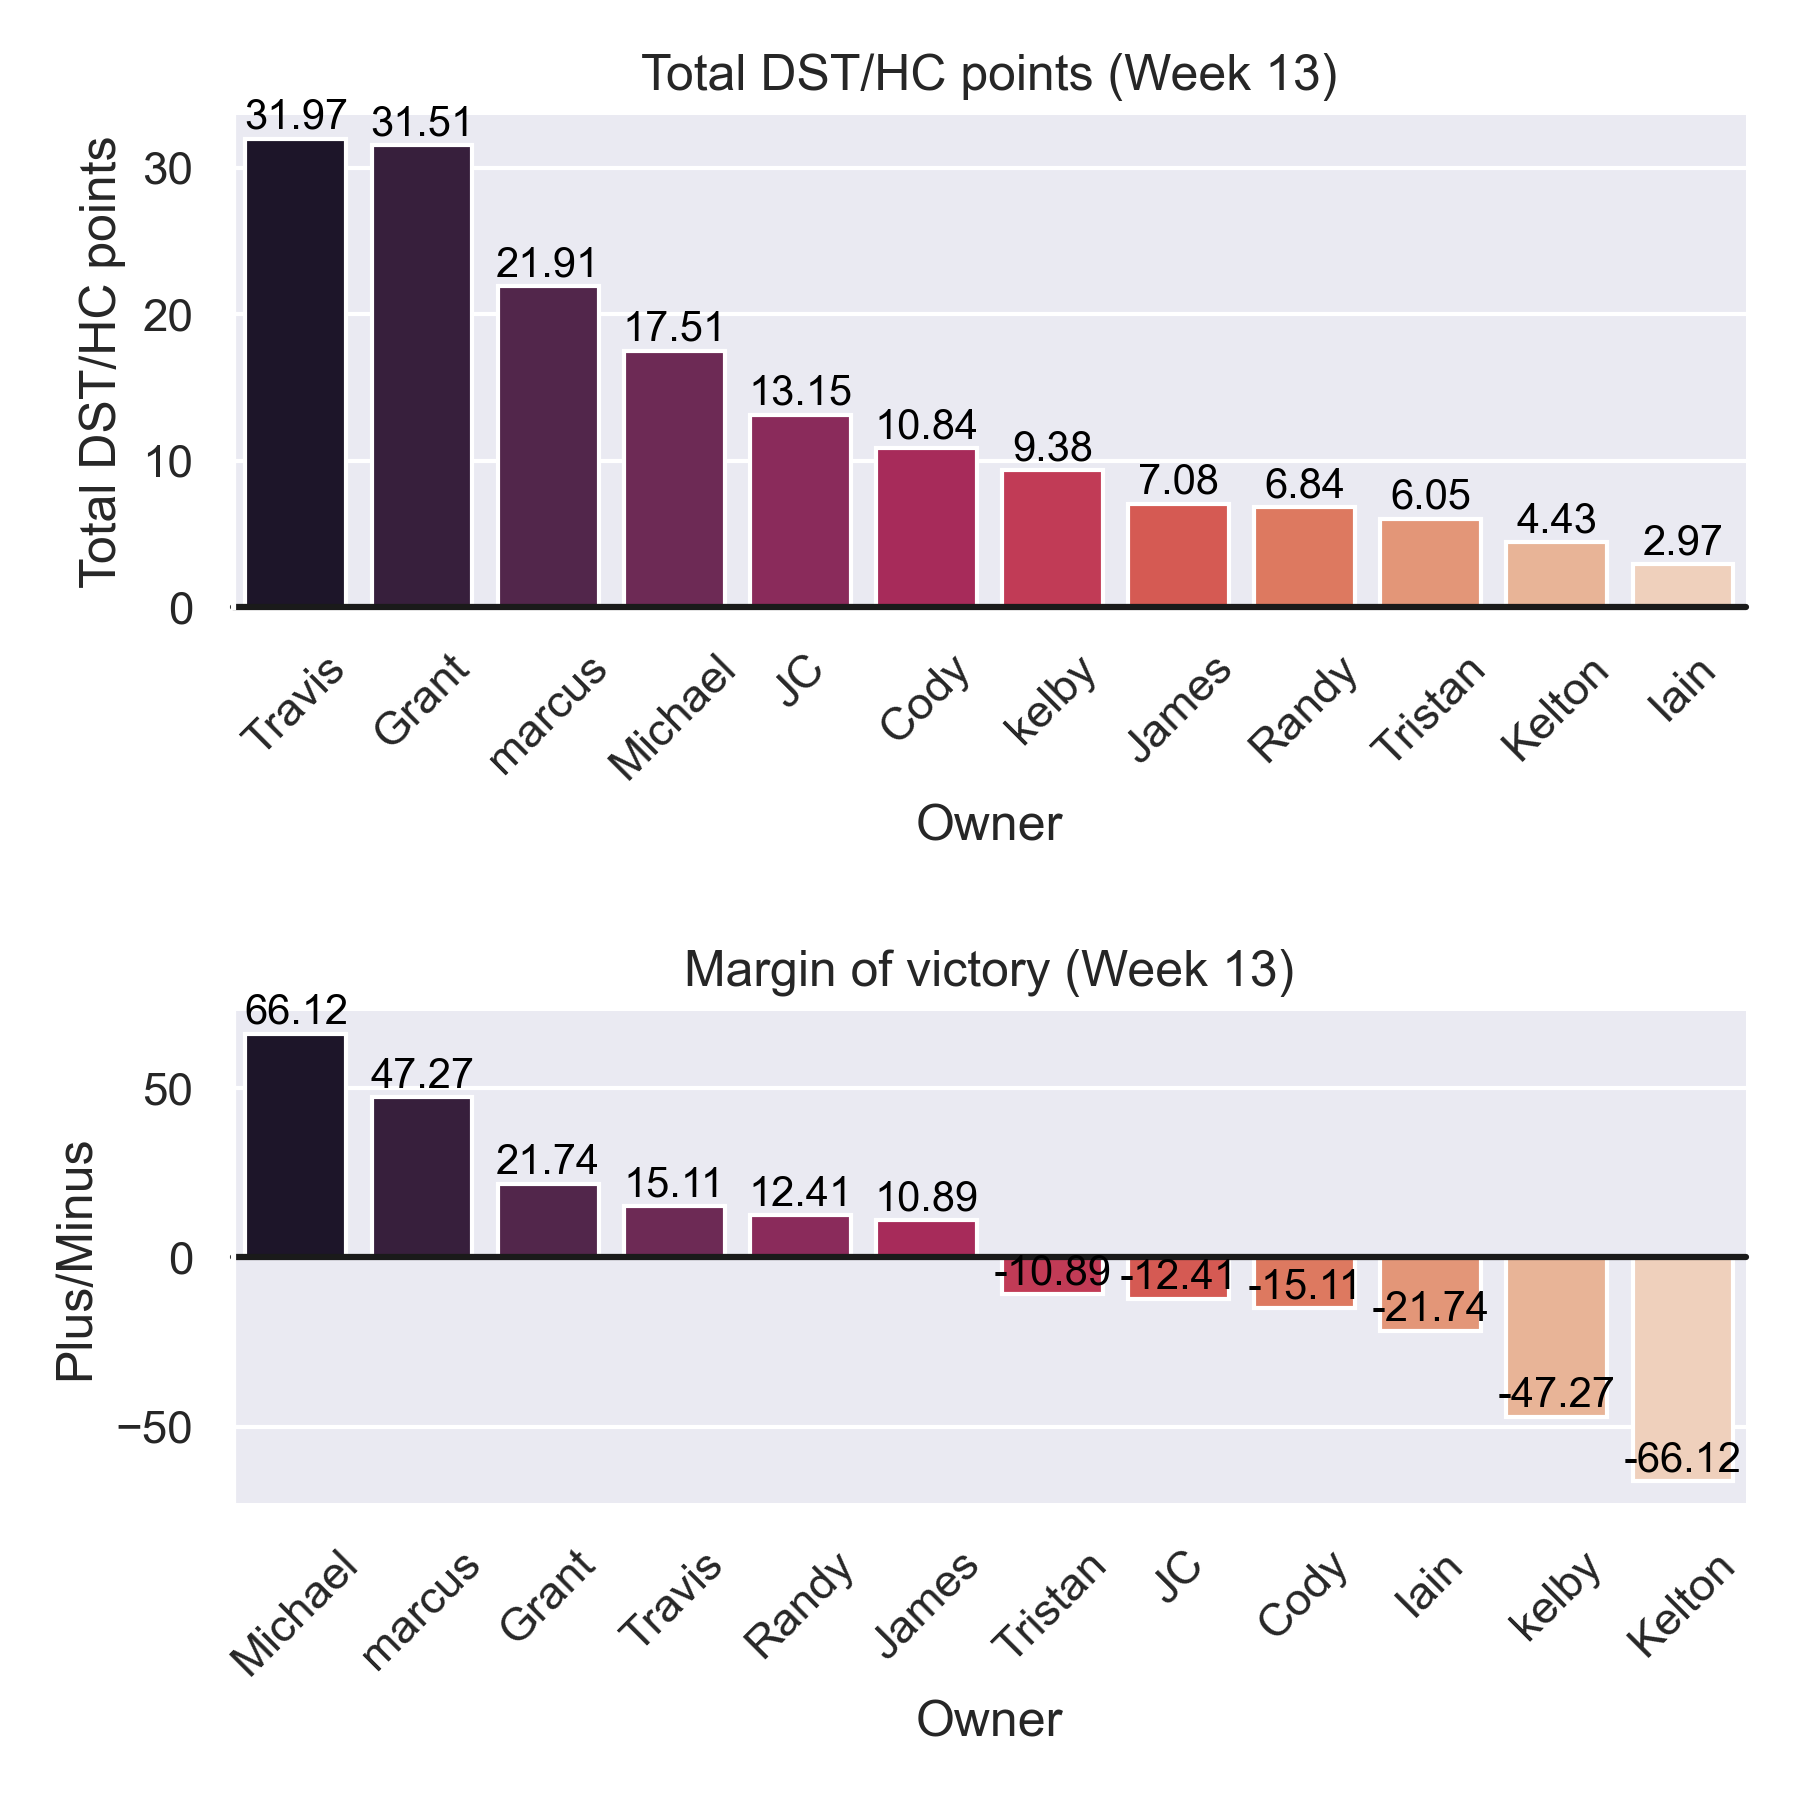 Total DST/HC points (Week 13)
Total DST/HC points
30
20
10
0
31.97
31.51
21.91
17.51
13.15
10.84
9.38
7.08
6.84
6.05
4.43
2.97
Travis
Grant
marcus
Michael
JC
Cody
kelby
James
Randy
Tristan
Kelton
Iain
Owner
Margin of victory (Week 13)
Plus/Minus
50
0
−50
66.12
47.27
21.74
15.11
12.41
10.89
-10.89
-12.41
-15.11
-21.74
-47.27
-66.12
Michael
marcus
Grant
Travis
Randy
James
Tristan
JC
Cody
Iain
kelby
Kelton
Owner